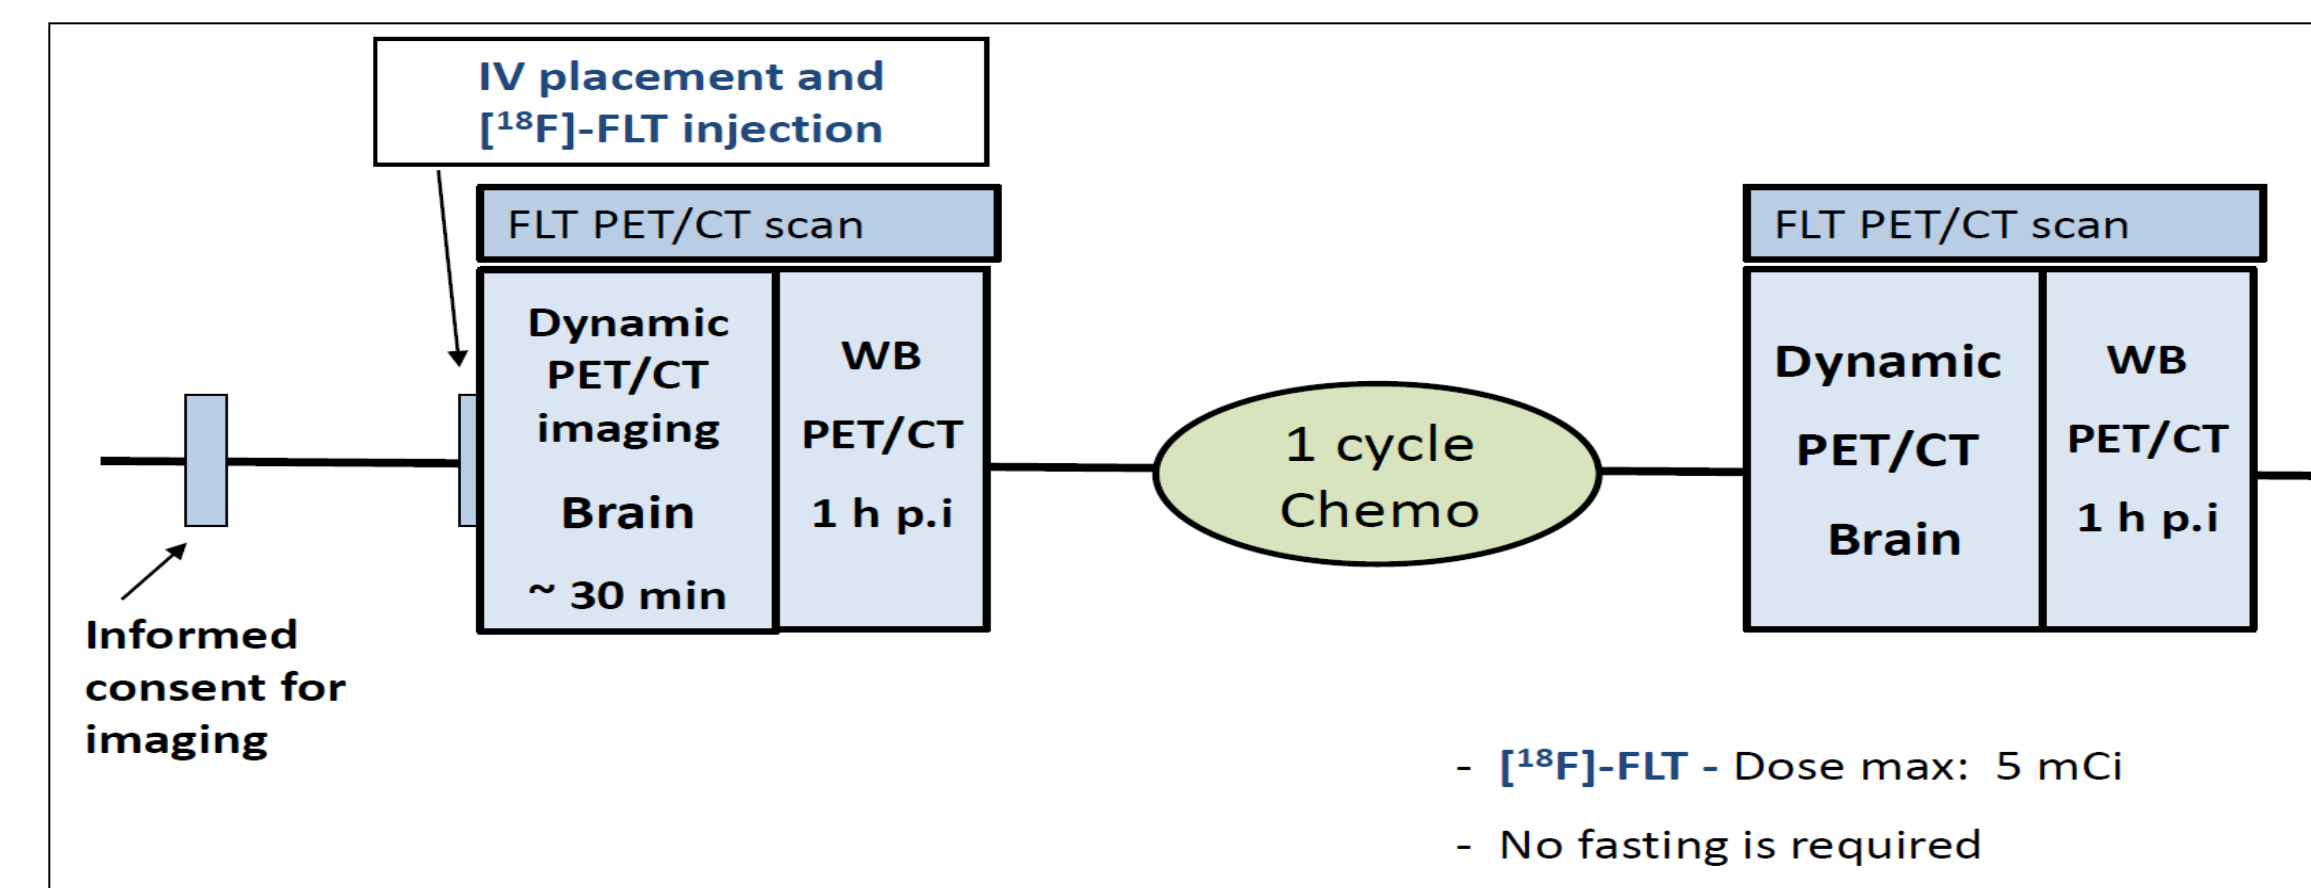 IV placement and
[¹⁸F]-FLT injection
FLT PET/CT scan
Dynamic
PET/CT
imaging
Brain
~ 30 min
WB
PET/CT
1 h p.i
Informed
consent for
imaging
1 cycle
Chemo
FLT PET/CT scan
Dynamic
PET/CT
Brain
WB
PET/CT
1 h p.i
- [¹⁸F]-FLT - Dose max: 5 mCi
- No fasting is required